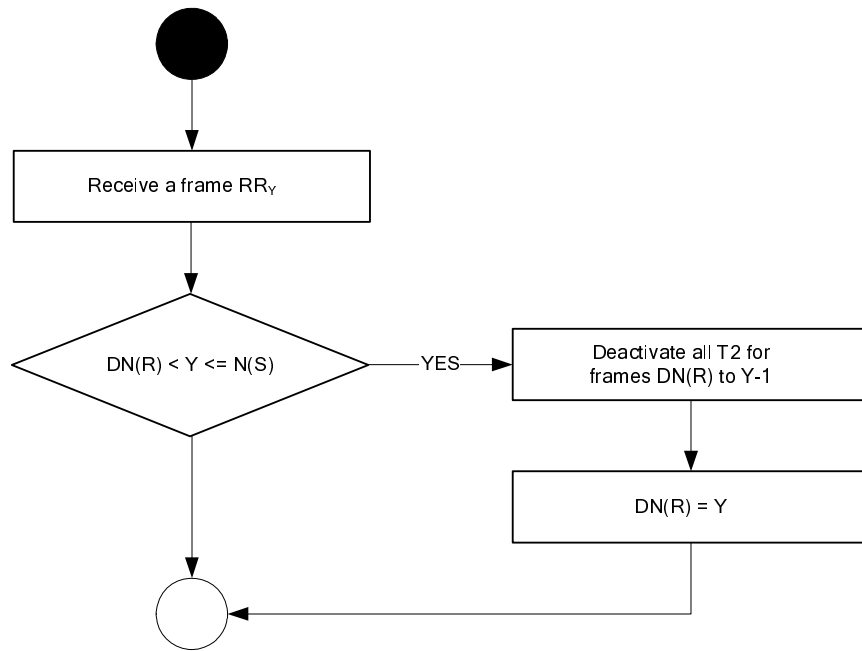 Receive a frame RRY
DN(R) < Y <= N(S)
YES
Deactivate all T2 for
frames DN(R) to Y-1
DN(R) = Y